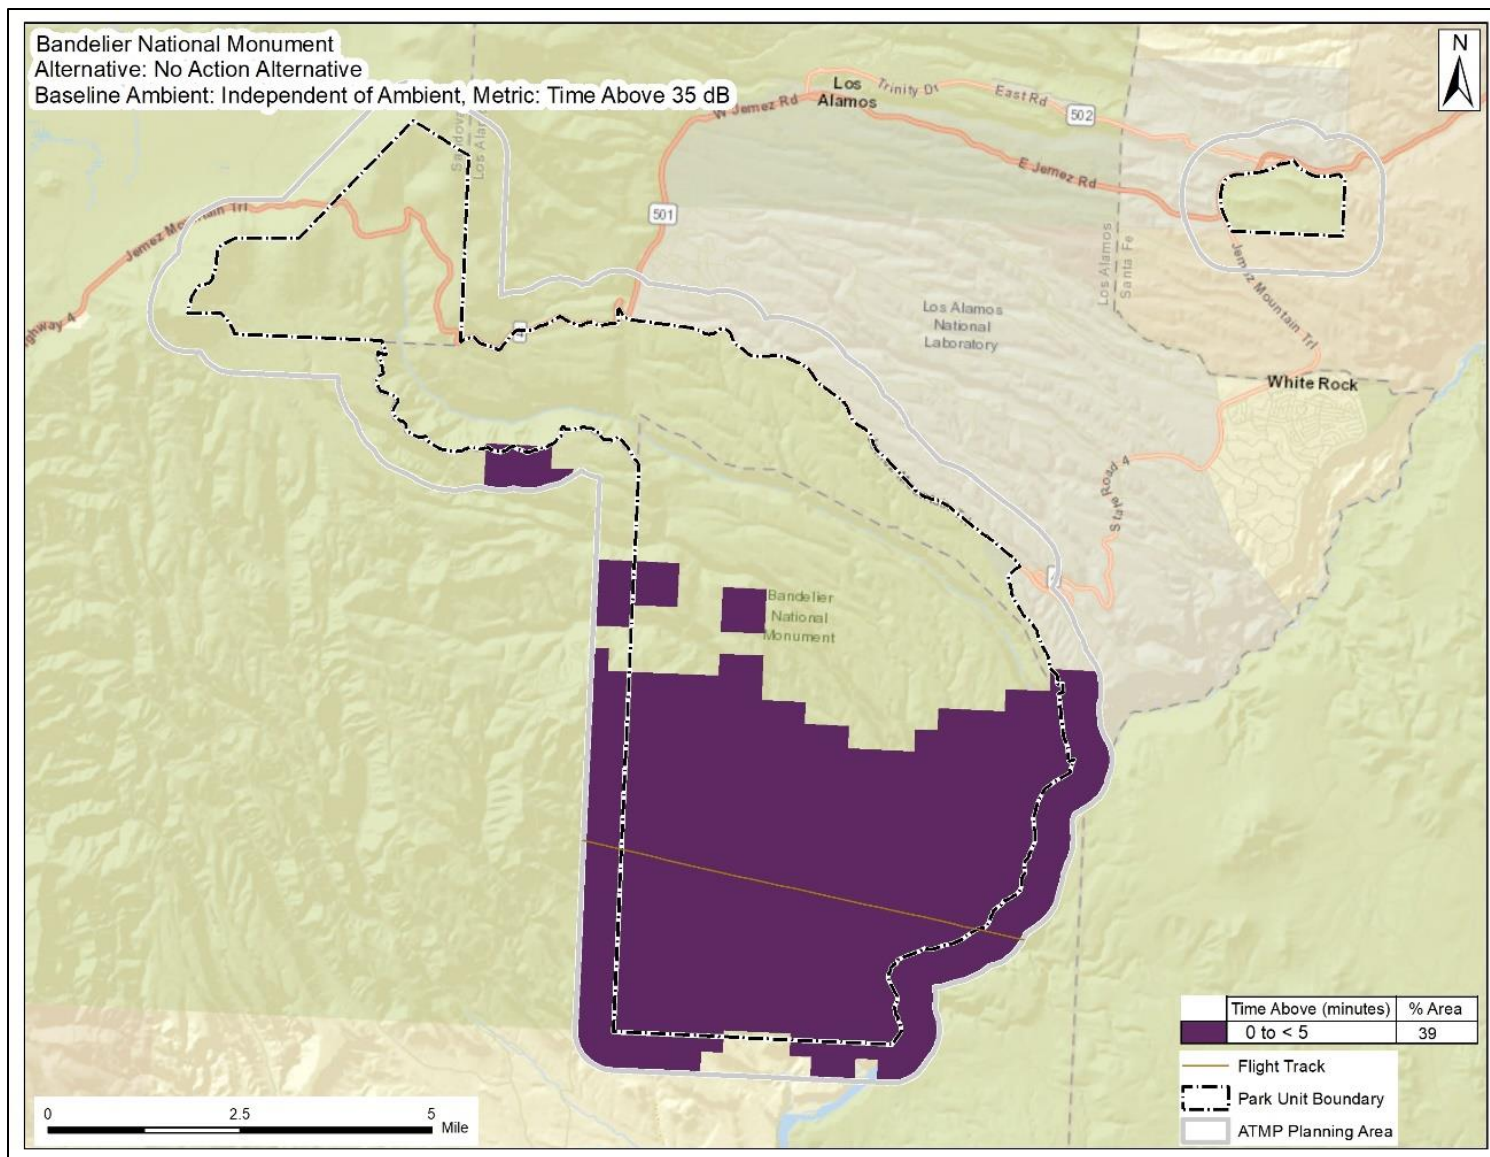 Bandelier National Monument
Alternative: No Action Alternative
Baseline Ambient: Independent of Ambient, Metric: Time Above 35 dB
N
Los
Alamos
Trinity Dr
East Rd
502
W Jemez Rd
E Jemez Rd
Los Alamos
Santa Fe
501
Jemez Mountain Trl
4
Jemez Mountain Trl
Los Alamos
National
Laboratory
White Rock
State Road 4
Bandelier
National
Monument
Time Above (minutes) % Area
0 to < 5 39
Flight Track
Park Unit Boundary
ATMP Planning Area
0 2.5 5
Mile